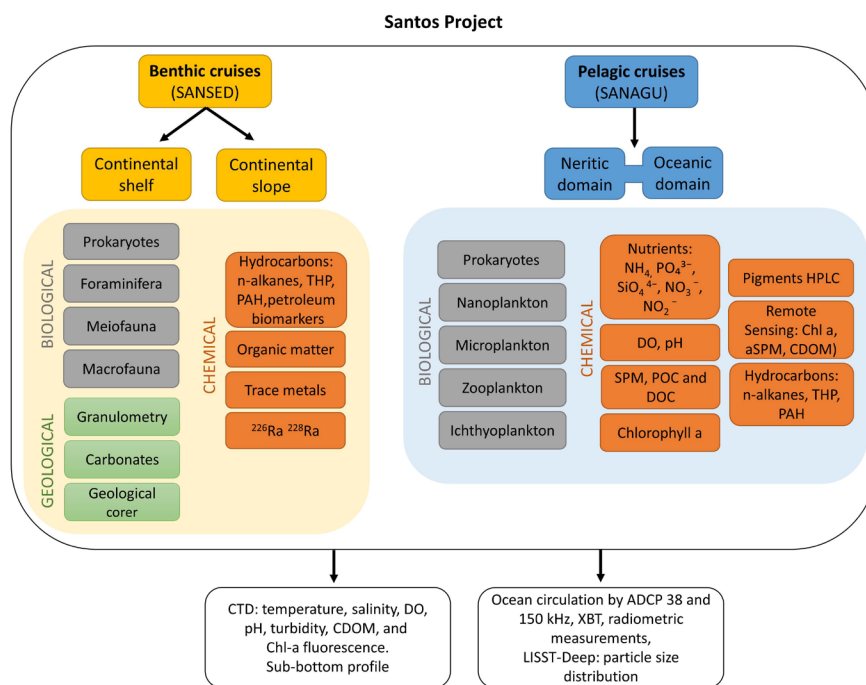 Santos Project
Benthic cruises
(SANSED)
Continental
shelf
Continental
slope
BIOLOGICAL
Prokaryotes
Foraminifera
Meiofauna
Macrofauna
GEOLOGICAL
Granulometry
Carbonates
Geological
corer
CHEMICAL
Hydrocarbons:
n-alkanes, THP,
PAH,petroleum
biomarkers
Organic matter
Trace metals
²²⁶Ra ²²⁸Ra
Pelagic cruises
(SANAGU)
Neritic
domain
Oceanic
domain
BIOLOGICAL
Prokaryotes
Nanoplankton
Microplankton
Zooplankton
Ichthyoplankton
CHEMICAL
Nutrients:
NH₄, PO₄³⁻,
SiO₄⁴⁻, NO₃⁻,
NO₂⁻
DO, pH
SPM, POC and
DOC
Chlorophyll a
Pigments HPLC
Remote
Sensing: Chl a,
aSPM, CDOM)
Hydrocarbons:
n-alkanes, THP,
PAH
CTD: temperature, salinity, DO,
pH, turbidity, CDOM, and
Chl-a fluorescence.
Sub-bottom profile
Ocean circulation by ADCP 38 and
150 kHz, XBT, radiometric
measurements,
LISST-Deep: particle size
distribution